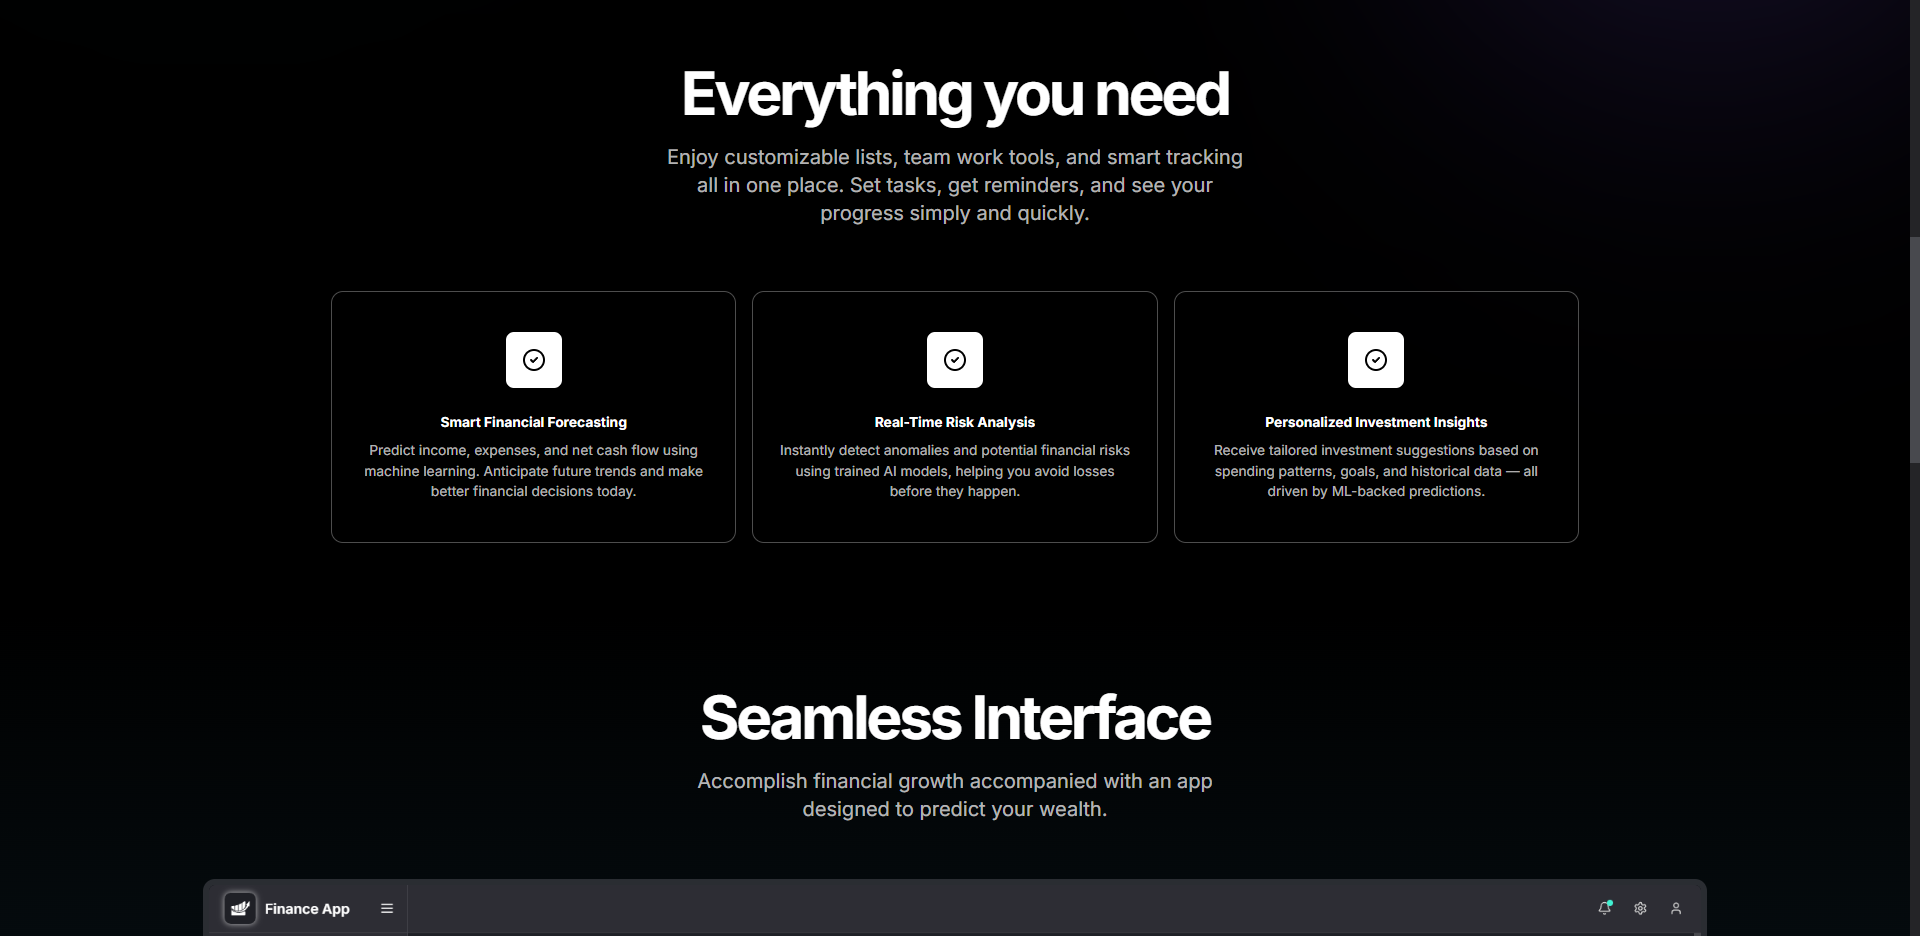 Everything you need
Enjoy customizable lists, team work tools, and smart tracking
all in one place. Set tasks, get reminders, and see your
progress simply and quickly.
Smart Financial Forecasting
Predict income, expenses, and net cash flow using
machine learning. Anticipate future trends and make
better financial decisions today.
Real-Time Risk Analysis
Instantly detect anomalies and potential financial risks
using trained AI models, helping you avoid losses
before they happen.
Personalized Investment Insights
Receive tailored investment suggestions based on
spending patterns, goals, and historical data — all
driven by ML-backed predictions.
Seamless Interface
Accomplish financial growth accompanied with an app
designed to predict your wealth.
Finance App